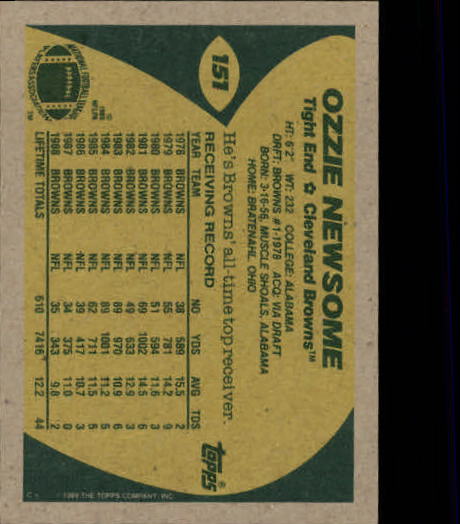 151
OZZIE NEWSOME
Tight End ✩ Cleveland Browns™
HT: 6'2" WT: 232 COLLEGE: ALABAMA
DRFT: BROWNS #1-1978 ACQ: VIA DRAFT
BORN: 3-16-56, MUSCLE SHOALS, ALABAMA
HOME: BRATENAHL, OHIO
He's Browns' all-time top receiver.
RECEIVING RECORD
YEAR TEAM NO YDS AVG TDS
1978 BROWNS NFL 38 589 15.5 2
1979 BROWNS NFL 55 781 14.2 9
1980 BROWNS NFL 51 594 11.6 3
1981 BROWNS NFL 69 1002 14.5 6
1982 BROWNS NFL 49 633 12.9 3
1983 BROWNS NFL 89 970 10.9 6
1984 BROWNS NFL 89 1001 11.2 5
1985 BROWNS NFL 62 711 11.5 5
1986 BROWNS NFL 39 417 10.7 3
1987 BROWNS NFL 34 375 11.0 0
1988 BROWNS NFL 35 343 9.8 2
LIFETIME TOTALS 610 7416 12.2 44
topps®
NATIONAL FOOTBALL LEAGUE
PLAYERS ASSOCIATION
TM
© 1989 THE TOPPS COMPANY, INC.